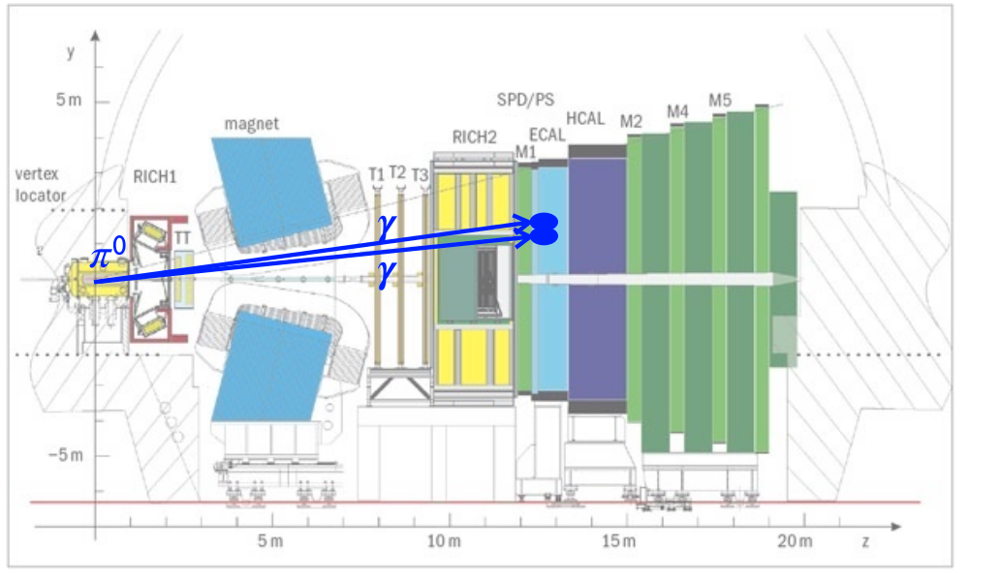 y
5 m
SPD/PS
HCAL
M5
M4
M2
ECAL
magnet
RICH2
M1
vertex
locator
RICH1
T1 T2 T3
TT
γ
π⁰
γ
−5 m
5 m
10 m
15 m
20 m
z